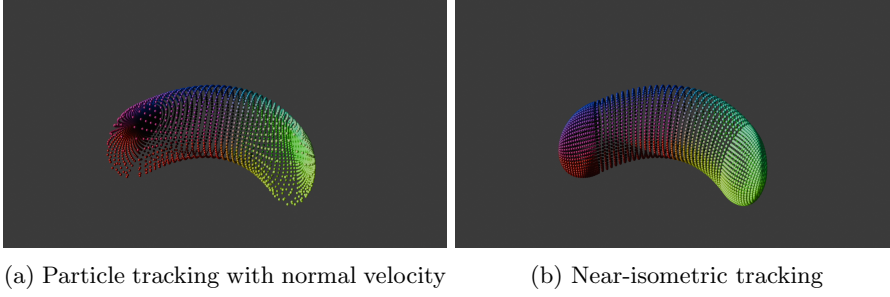 (a) Particle tracking with normal velocity
(b) Near-isometric tracking